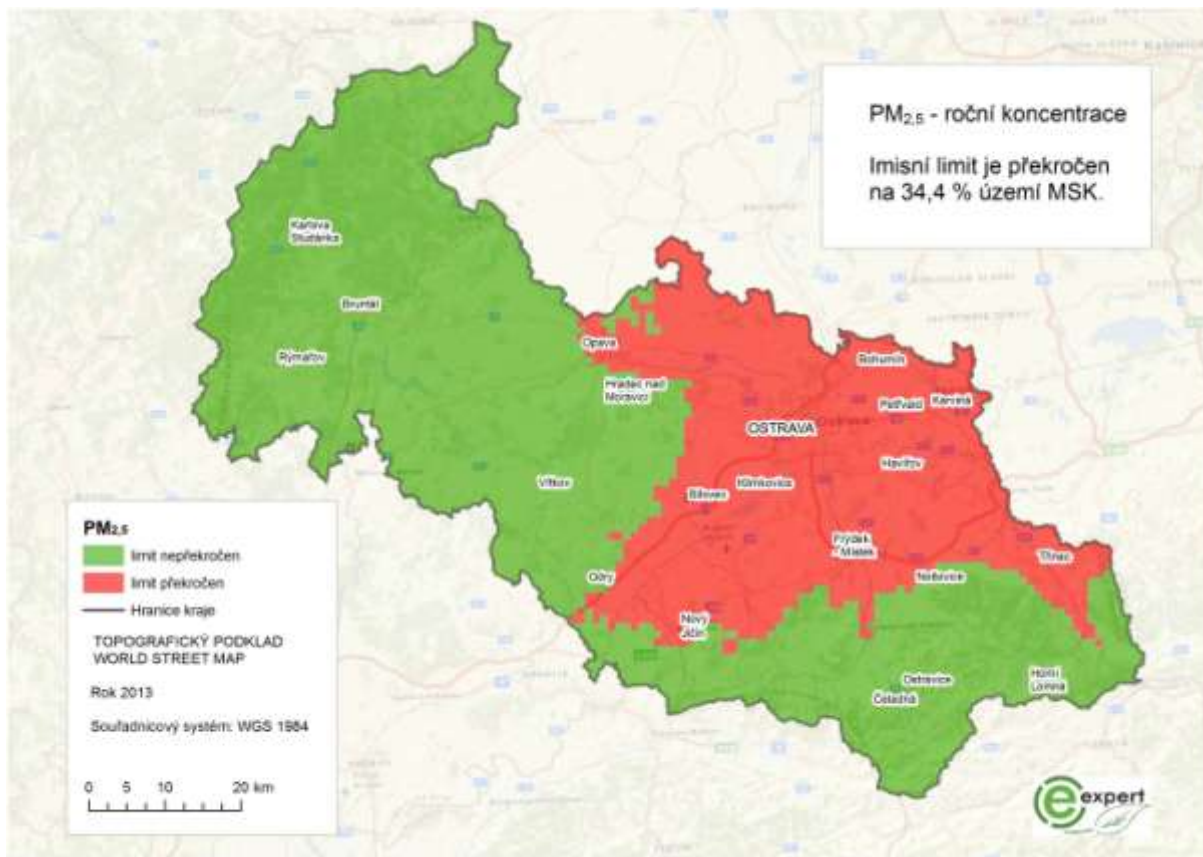 PM2,5 - roční koncentrace
Imisní limit je překročen
na 34,4 % území MSK.
Karlova
Studánka
Bruntál
Rýmařov
Opava
Hradec nad
Moravicí
Bohumín
Petřvald
Karviná
OSTRAVA
Havířov
Vítkov
Bílovec
Klimkovice
Frýdek
- Místek
Třinec
Odry
Nošovice
Nový
Jičín
Ostravice
Čeladná
Horní
Lomná
PM2,5
limit nepřekročen
limit překročen
Hranice kraje
TOPOGRAFICKÝ PODKLAD
WORLD STREET MAP
Rok 2013
Souřadnicový systém: WGS 1984
0 5 10 20 km
e expert